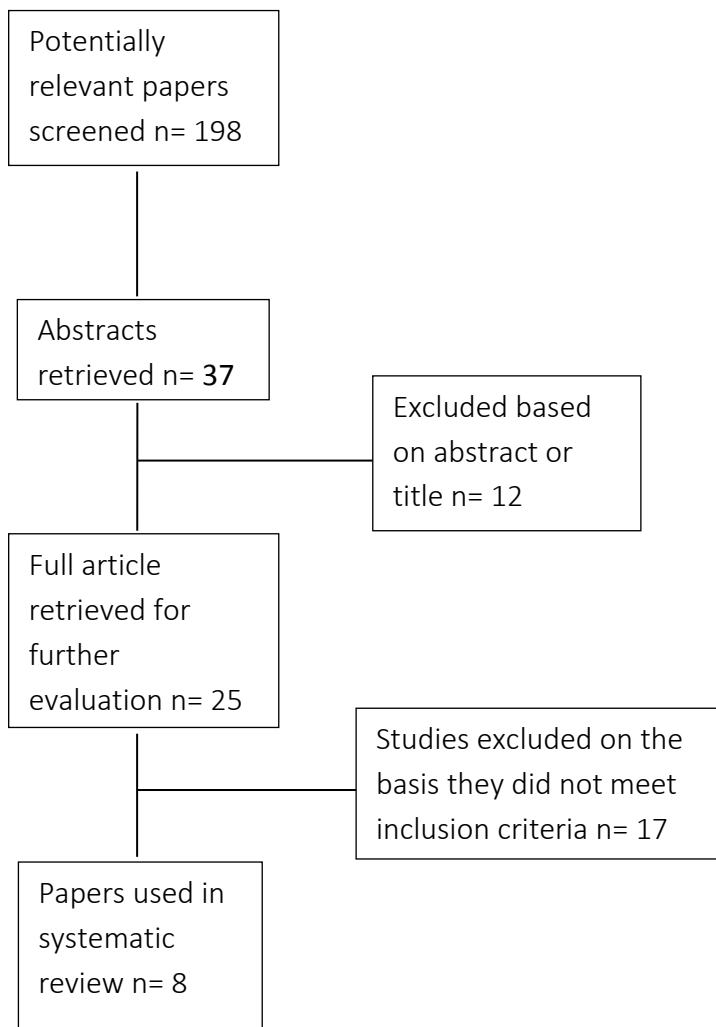 Potentially
relevant papers
screened n= 198
Abstracts
retrieved n= 37
Excluded based
on abstract or
title n= 12
Full article
retrieved for
further
evaluation n= 25
Studies excluded on the
basis they did not meet
inclusion criteria n= 17
Papers used in
systematic
review n= 8